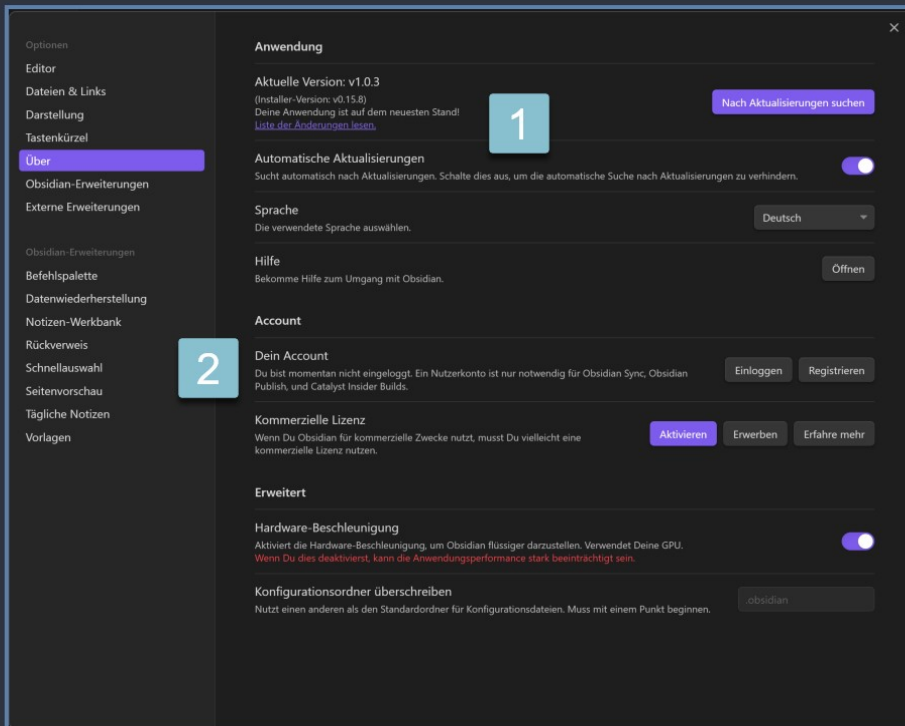 Optionen
Editor
Dateien & Links
Darstellung
Tastenkürzel
Über
Obsidian-Erweiterungen
Externe Erweiterungen
Obsidian-Erweiterungen
Befehlspalette
Datenwiederherstellung
Notizen-Werkbank
Rückverweis
Schnellauswahl
Seitenvorschau
Tägliche Notizen
Vorlagen
Anwendung
Aktuelle Version: v1.0.3
(Installer-Version: v0.15.8)
Deine Anwendung ist auf dem neuesten Stand!
Liste der Änderungen lesen.
1
Nach Aktualisierungen suchen
Automatische Aktualisierungen
Sucht automatisch nach Aktualisierungen. Schalte dies aus, um die automatische Suche nach Aktualisierungen zu verhindern.
Sprache
Die verwendete Sprache auswählen.
Deutsch
Hilfe
Bekomme Hilfe zum Umgang mit Obsidian.
Öffnen
Account
2
Dein Account
Du bist momentan nicht eingeloggt. Ein Nutzerkonto ist nur notwendig für Obsidian Sync, Obsidian
Publish, und Catalyst Insider Builds.
Einloggen
Registrieren
Kommerzielle Lizenz
Wenn Du Obsidian für kommerzielle Zwecke nutzt, musst Du vielleicht eine
kommerzielle Lizenz nutzen.
Aktivieren
Erwerben
Erfahre mehr
Erweitert
Hardware-Beschleunigung
Aktiviert die Hardware-Beschleunigung, um Obsidian flüssiger darzustellen. Verwendet Deine GPU.
Wenn Du dies deaktivierst, kann die Anwendungsperformance stark beeinträchtigt sein.
Konfigurationsordner überschreiben
Nutzt einen anderen als den Standardordner für Konfigurationsdateien. Muss mit einem Punkt beginnen.
.obsidian